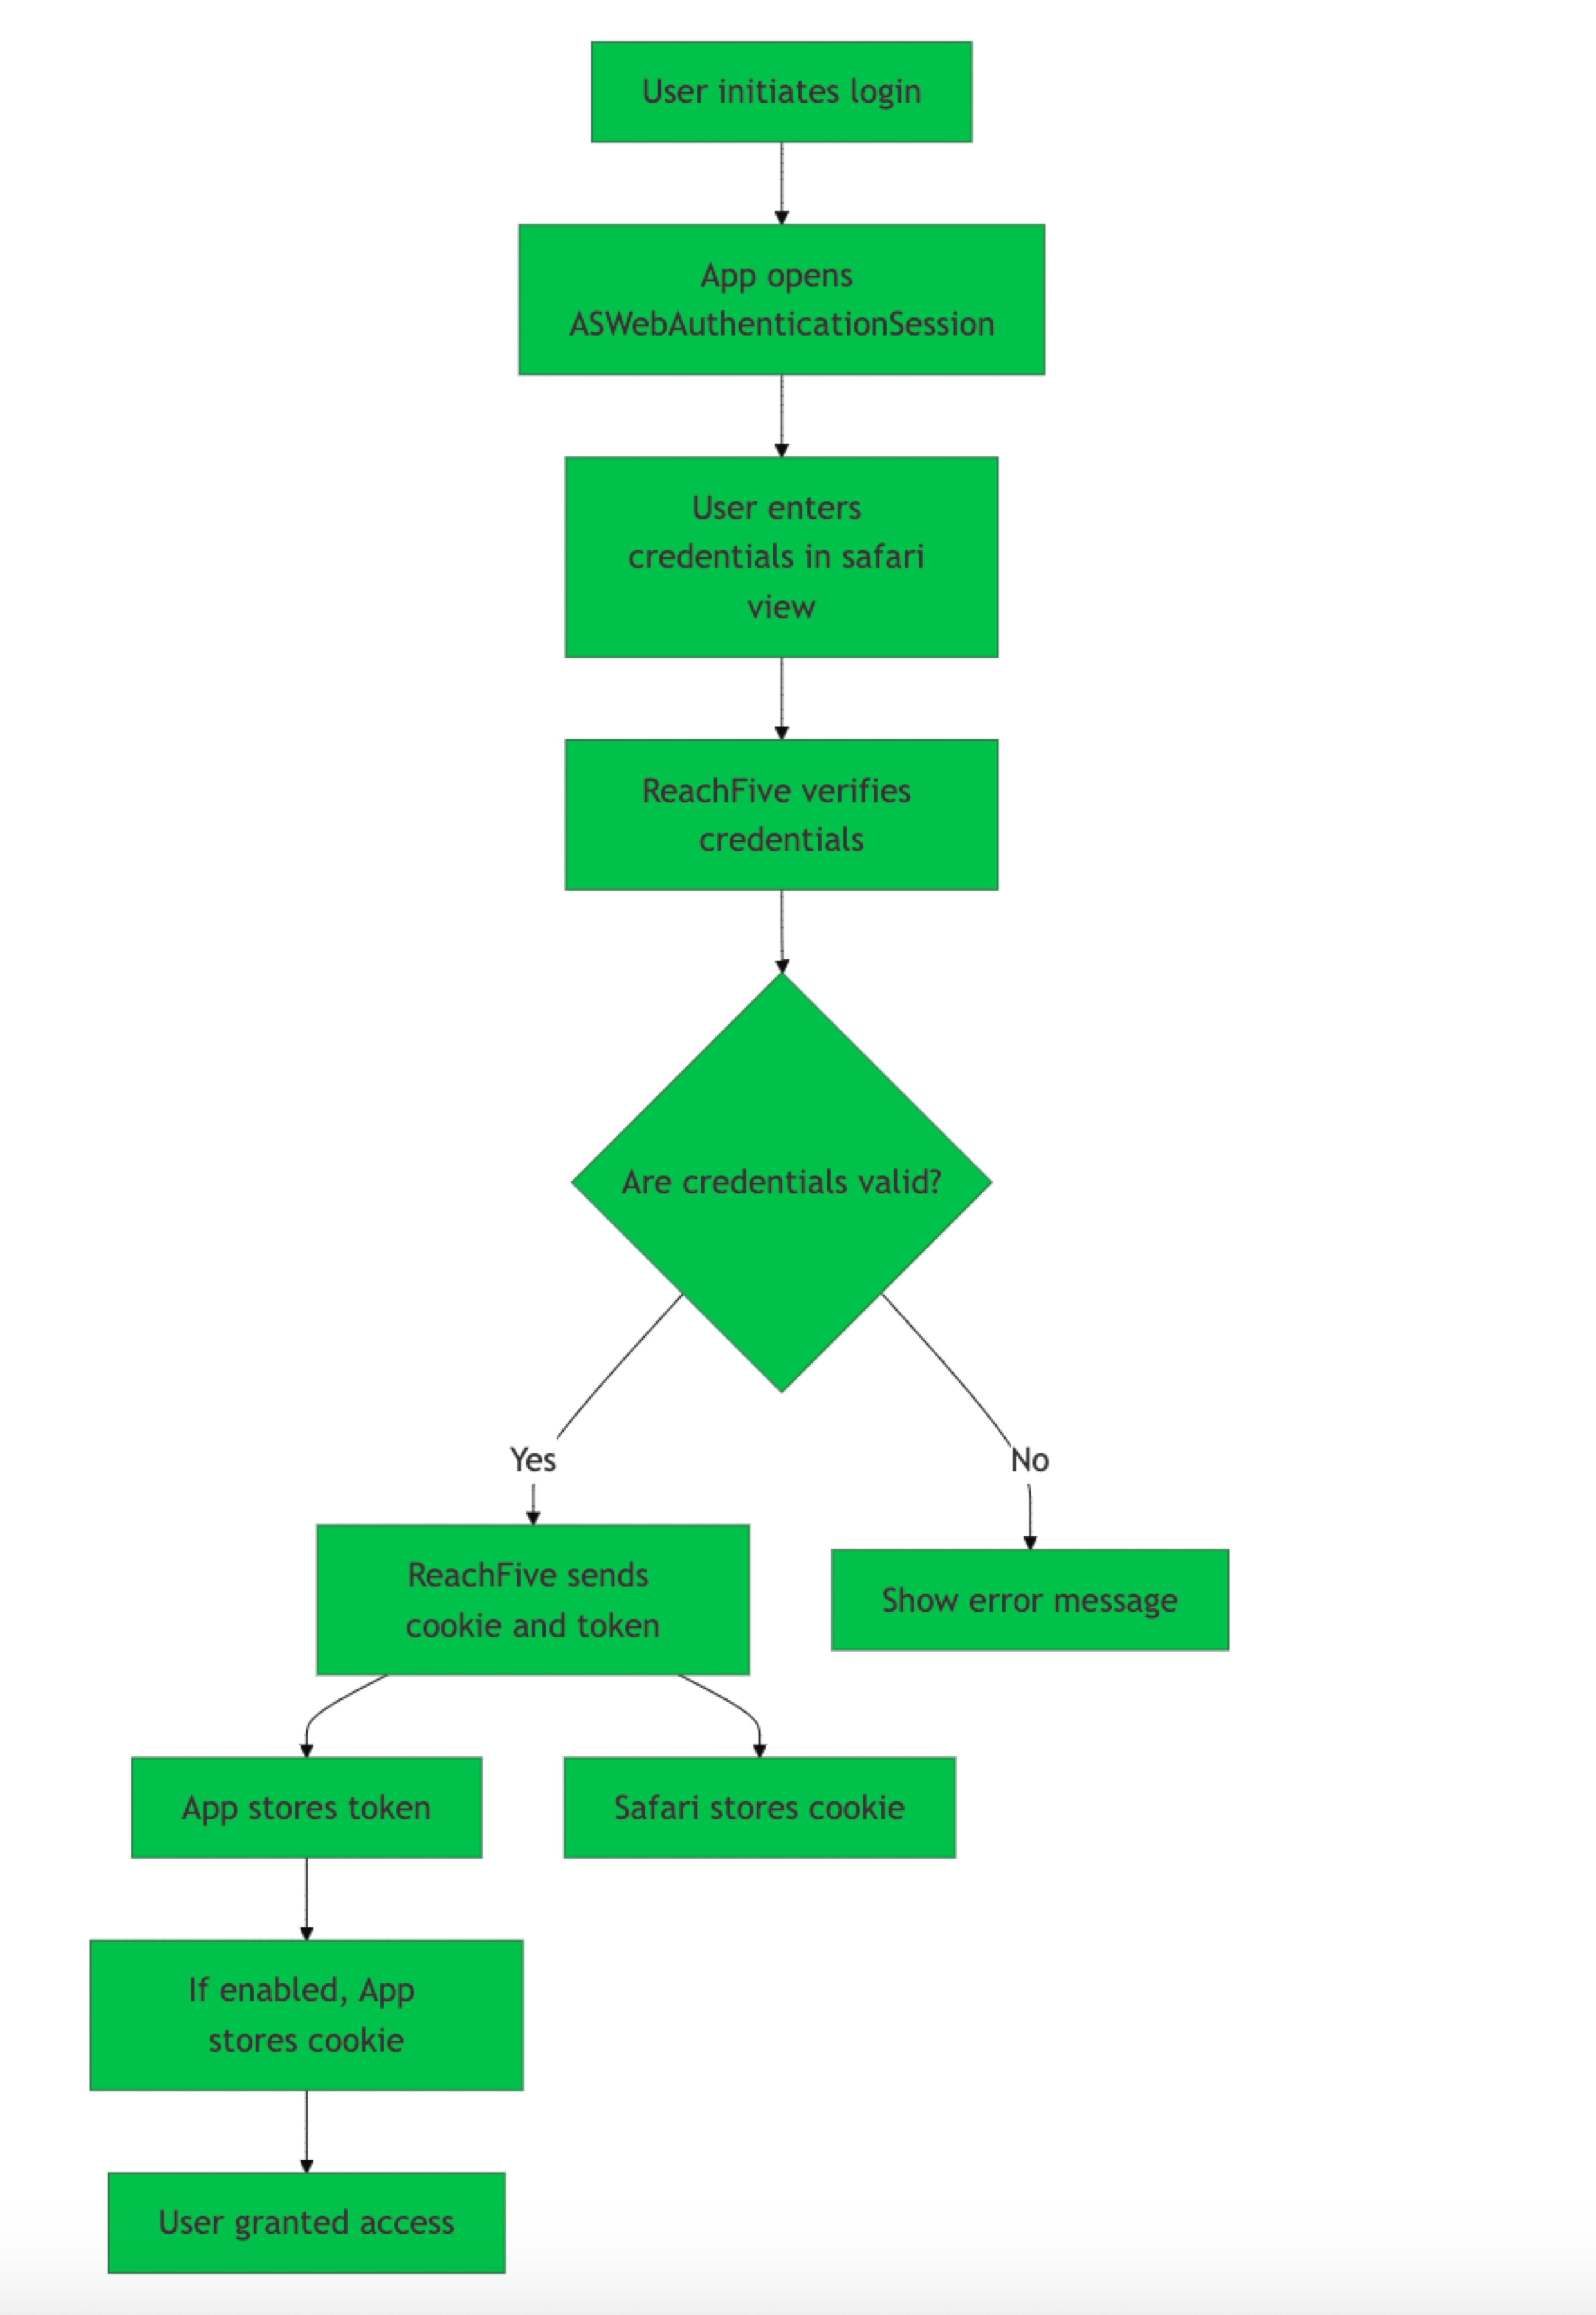 User initiates login
App opens
ASWebAuthenticationSession
User enters
credentials in safari
view
ReachFive verifies
credentials
Are credentials valid?
Yes
No
ReachFive sends
cookie and token
Show error message
App stores token
Safari stores cookie
If enabled, App
stores cookie
User granted access